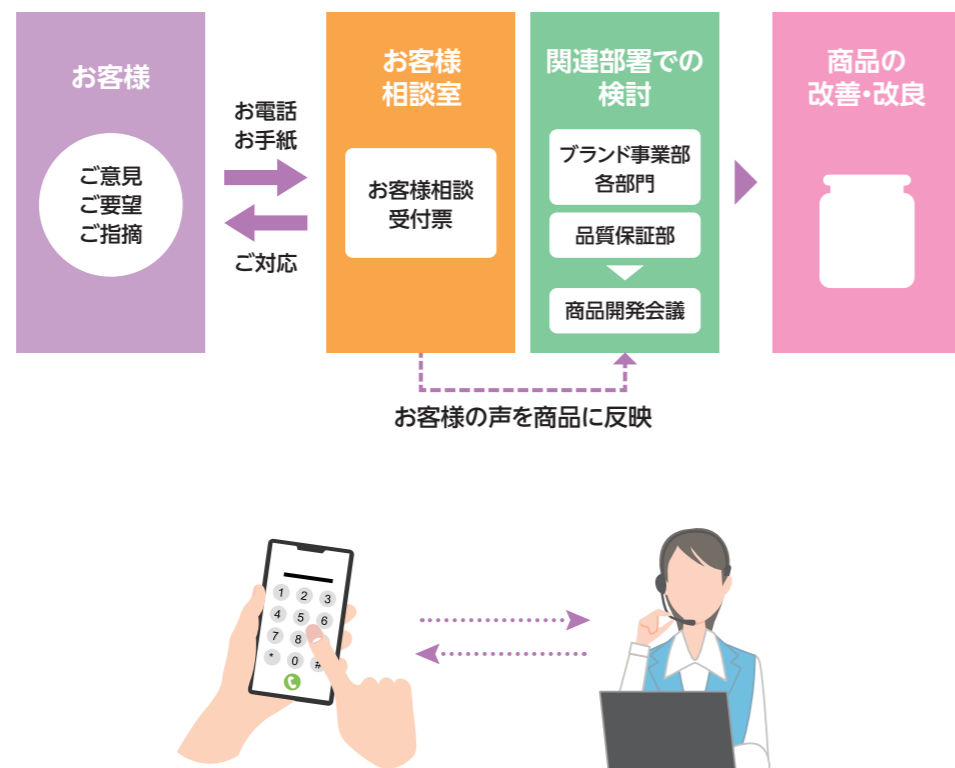 お客様
ご意見
ご要望
ご指摘
お電話
お手紙
ご対応
お客様
相談室
お客様相談
受付票
関連部署での
検討
ブランド事業部
各部門
品質保証部
商品開発会議
商品の
改善・改良
お客様の声を商品に反映
1 2 3
4 5 6
7 8
* 0 #